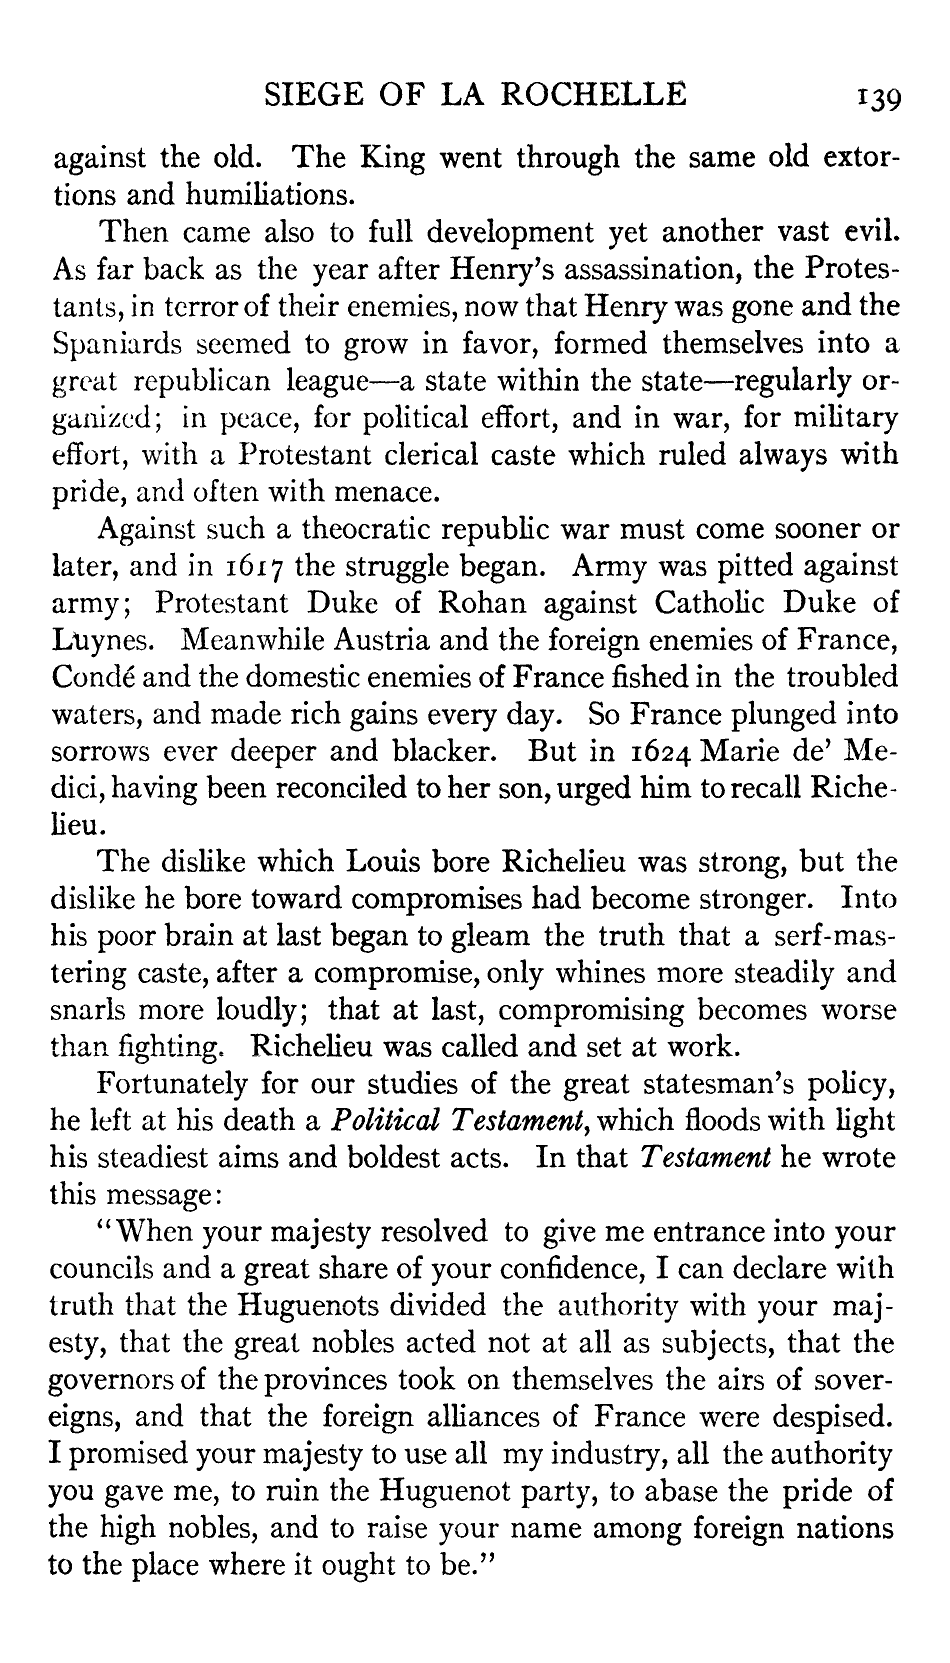 SIEGE OF LA ROCHELLE 139
against the old. The King went through the same old extor-
tions and humiliations.
Then came also to full development yet another vast evil.
As far back as the year after Henry's assassination, the Protes-
tants, in terror of their enemies, now that Henry was gone and the
Spaniards seemed to grow in favor, formed themselves into a
great republican league—a state within the state—regularly or-
ganized; in peace, for political effort, and in war, for military
effort, with a Protestant clerical caste which ruled always with
pride, and often with menace.
Against such a theocratic republic war must come sooner or
later, and in 1617 the struggle began. Army was pitted against
army; Protestant Duke of Rohan against Catholic Duke of
Luynes. Meanwhile Austria and the foreign enemies of France,
Condé and the domestic enemies of France fished in the troubled
waters, and made rich gains every day. So France plunged into
sorrows ever deeper and blacker. But in 1624 Marie de' Me-
dici, having been reconciled to her son, urged him to recall Riche-
lieu.
The dislike which Louis bore Richelieu was strong, but the
dislike he bore toward compromises had become stronger. Into
his poor brain at last began to gleam the truth that a serf-mas-
tering caste, after a compromise, only whines more steadily and
snarls more loudly; that at last, compromising becomes worse
than fighting. Richelieu was called and set at work.
Fortunately for our studies of the great statesman's policy,
he left at his death a Political Testament, which floods with light
his steadiest aims and boldest acts. In that Testament he wrote
this message:
"When your majesty resolved to give me entrance into your
councils and a great share of your confidence, I can declare with
truth that the Huguenots divided the authority with your maj-
esty, that the great nobles acted not at all as subjects, that the
governors of the provinces took on themselves the airs of sover-
eigns, and that the foreign alliances of France were despised.
I promised your majesty to use all my industry, all the authority
you gave me, to ruin the Huguenot party, to abase the pride of
the high nobles, and to raise your name among foreign nations
to the place where it ought to be."